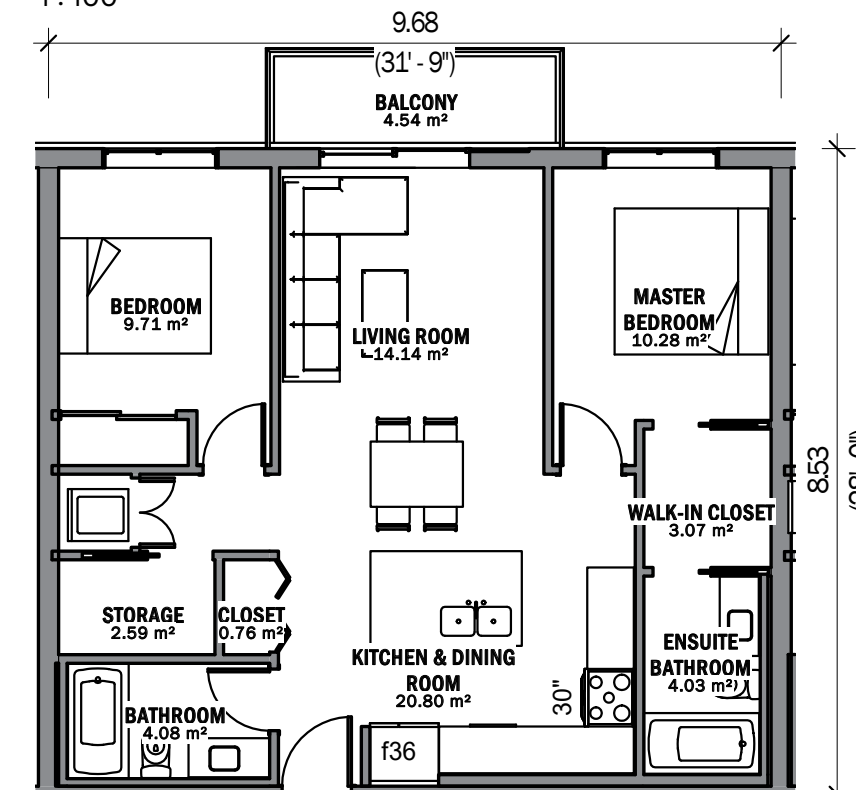 9.68
(31' - 9")
BALCONY
4.54 m²
BEDROOM
9.71 m²
LIVING ROOM
14.14 m²
MASTER
BEDROOM
10.28 m²
8.53
WALK-IN CLOSET
3.07 m²
STORAGE
2.59 m²
CLOSET
0.76 m²
KITCHEN & DINING
ROOM
20.80 m²
30"
ENSUITE
BATHROOM
4.03 m²
BATHROOM
4.08 m²
f36